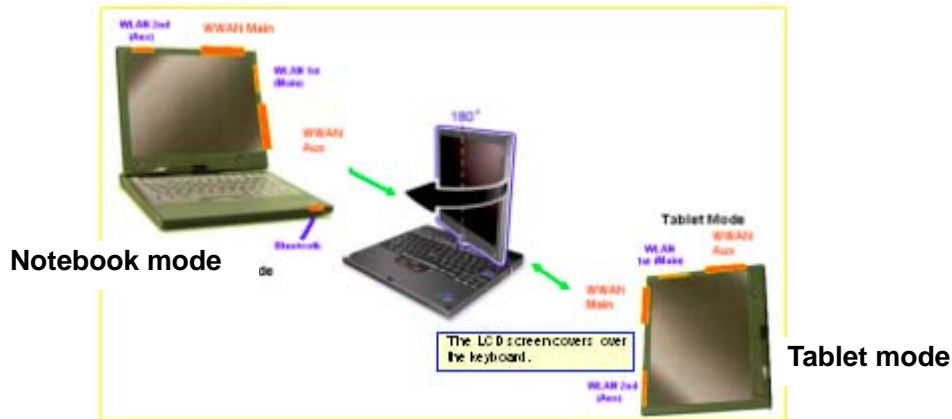 WLAN 2nd
(Aux)
WWAN Main
WLAN 1st
(Main)
WWAN
Aux
180°
Bluetooth
Notebook mode
de
Tablet Mode
WLAN
1st (Main)
WWAN
Aux
WWAN
Main
The LCD screen covers over
the keyboard.
WLAN 2nd
(Aux)
Tablet mode